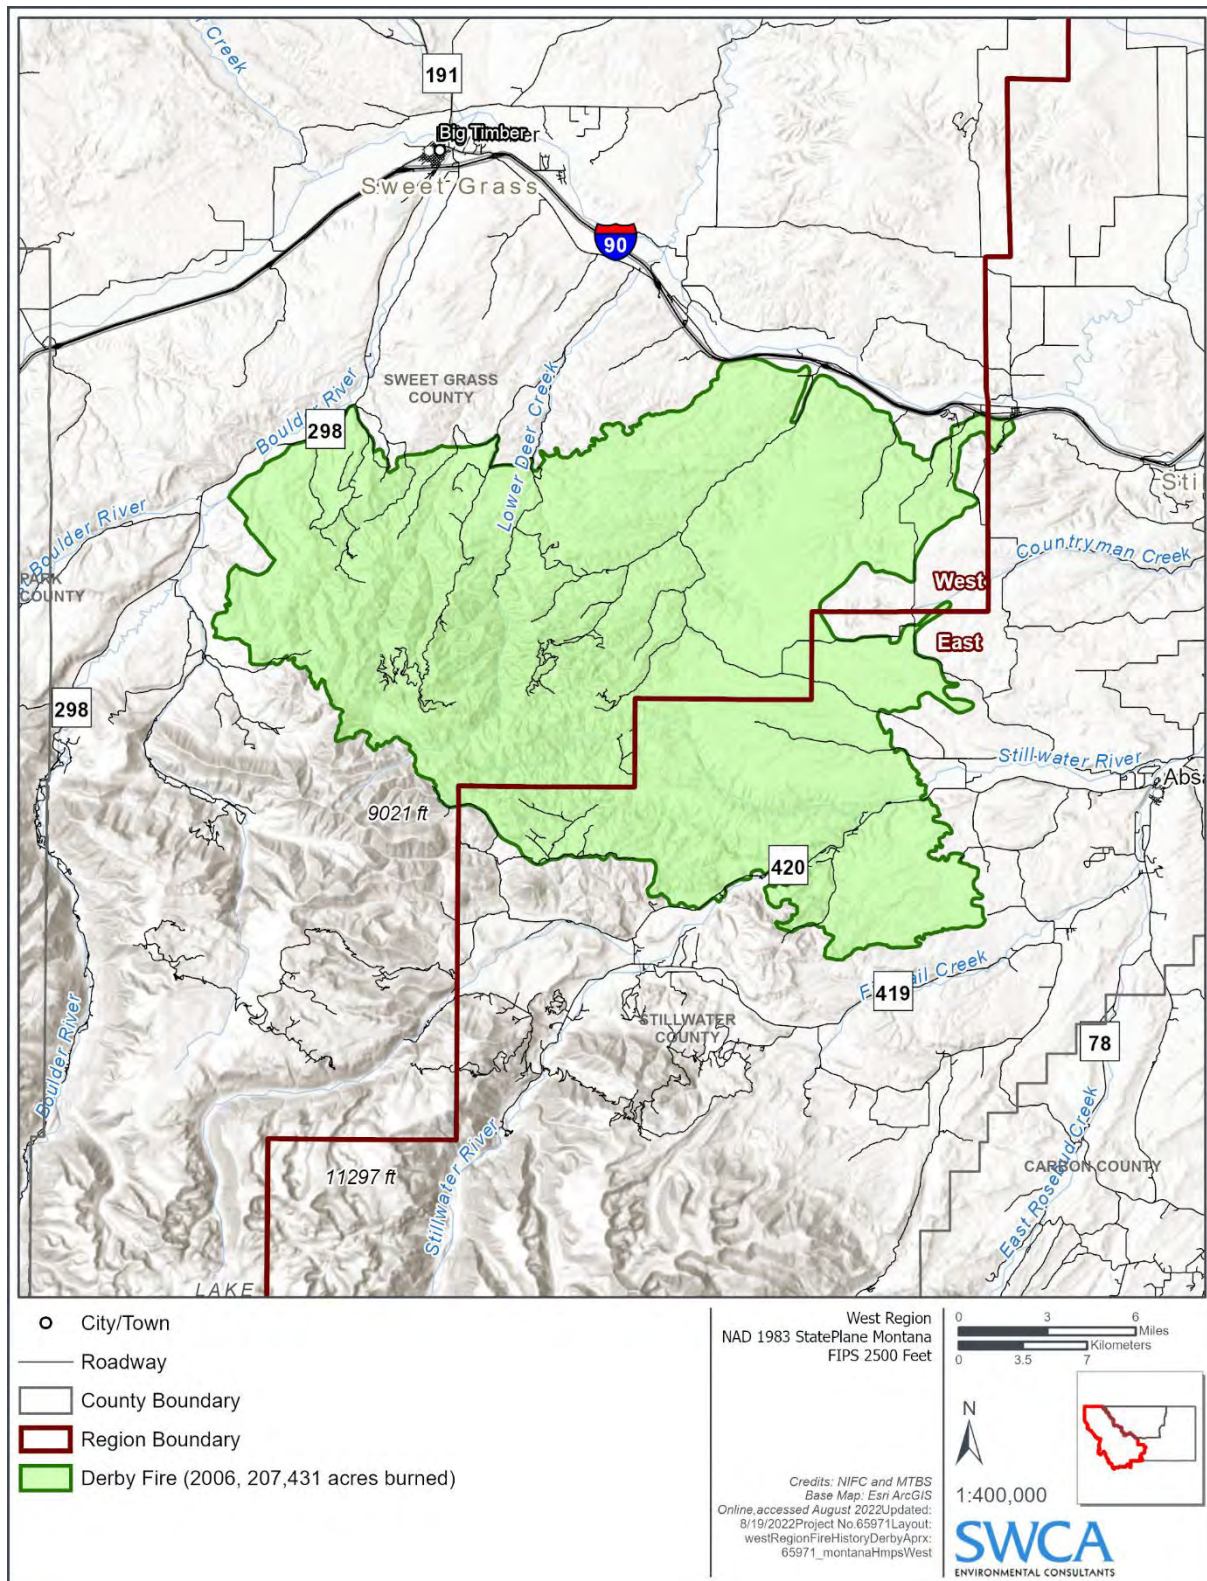 Creek
191
Big Timber
Sweet Grass
90
Boulder River
SWEET GRASS
COUNTY
298
Lower Deer Creek
Boulder River
PARK
COUNTY
Countryman Creek
West
East
298
Stillwater River
Absa
9021 ft
420
419
STILLWATER
COUNTY
78
Boulder River
Stillwater River
11297 ft
CARBON COUNTY
East Rosebud Creek
LAKE
City/Town
Roadway
County Boundary
Region Boundary
Derby Fire (2006, 207,431 acres burned)
West Region
NAD 1983 StatePlane Montana
FIPS 2500 Feet
Credits: NIFC and MTBS
Base Map: Esri ArcGIS
Online,accessed August 2022Updated:
8/19/2022Project No.65971Layout:
westRegionFireHistoryDerbyAprx:
65971_montanaHmpsWest
0 3 6
Miles
Kilometers
0 3.5 7
N
1:400,000
SWCA
ENVIRONMENTAL CONSULTANTS